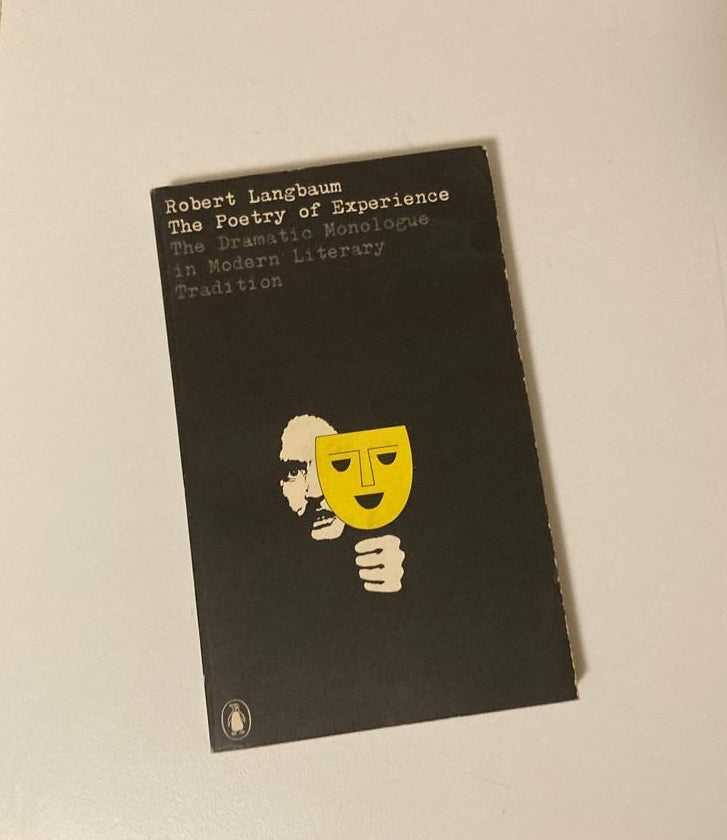 Robert Langbaum
The Poetry of Experience
The Dramatic Monologue
in Modern Literary
Tradition